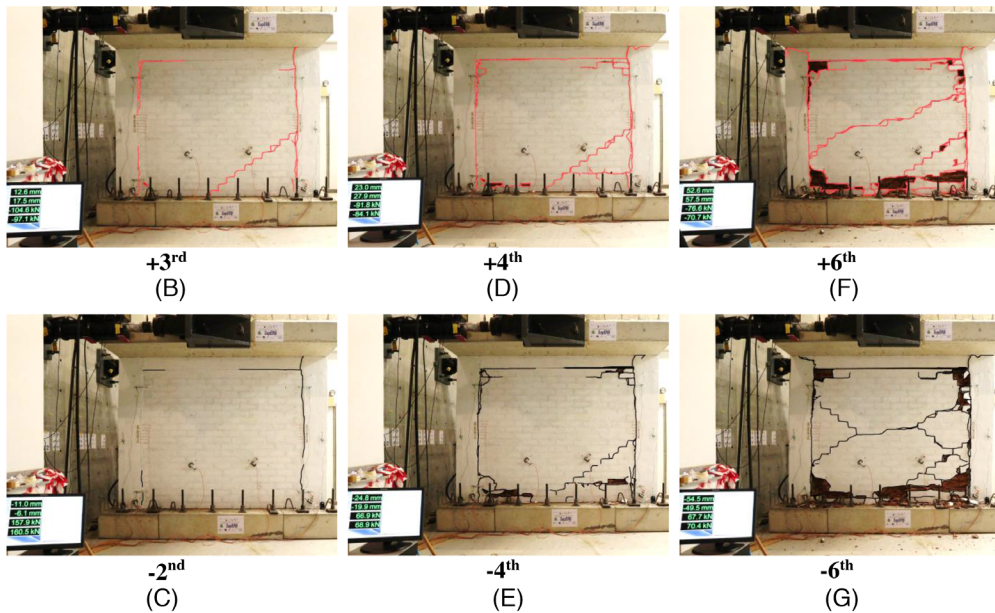 12.6 mm
17.5 mm
-104.6 kN
-97.1 kN
+3rd
(B)
23.0 mm
27.9 mm
-91.8 kN
-84.1 kN
+4th
(D)
52.6 mm
57.5 mm
-76.6 kN
-70.7 kN
+6th
(F)
-11.0 mm
-6.1 mm
157.9 kN
160.5 kN
-2nd
(C)
-24.8 mm
-19.9 mm
66.9 kN
68.9 kN
-4th
(E)
-54.5 mm
-49.5 mm
67.7 kN
70.4 kN
-6th
(G)